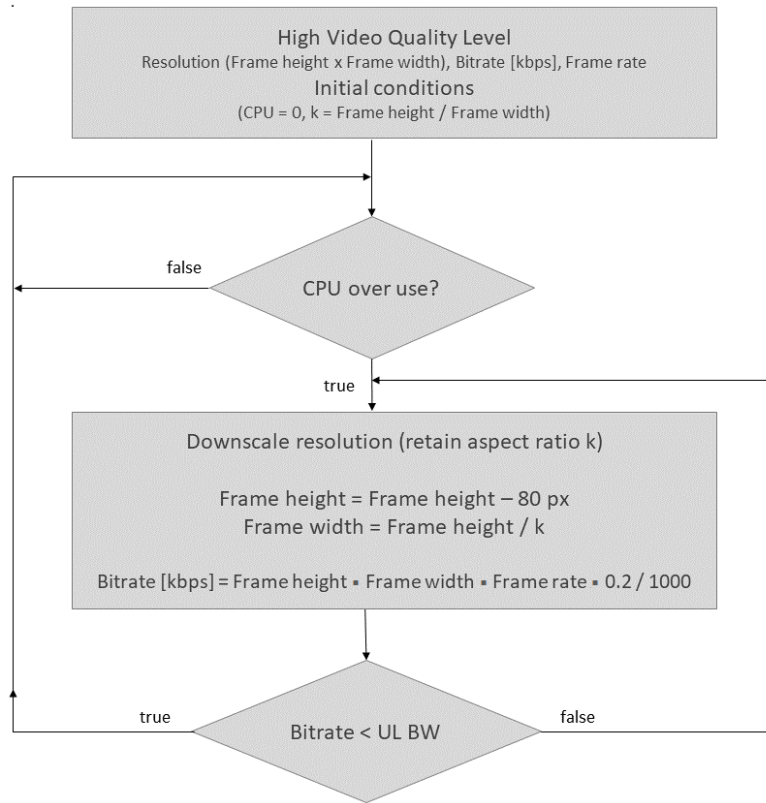 High Video Quality Level
Resolution (Frame height x Frame width), Bitrate [kbps], Frame rate
Initial conditions
(CPU = 0, k = Frame height / Frame width)
false
CPU over use?
true
Downscale resolution (retain aspect ratio k)
Frame height = Frame height – 80 px
Frame width = Frame height / k
Bitrate [kbps] = Frame height ▪ Frame width ▪ Frame rate ▪ 0.2 / 1000
true
Bitrate < UL BW
false